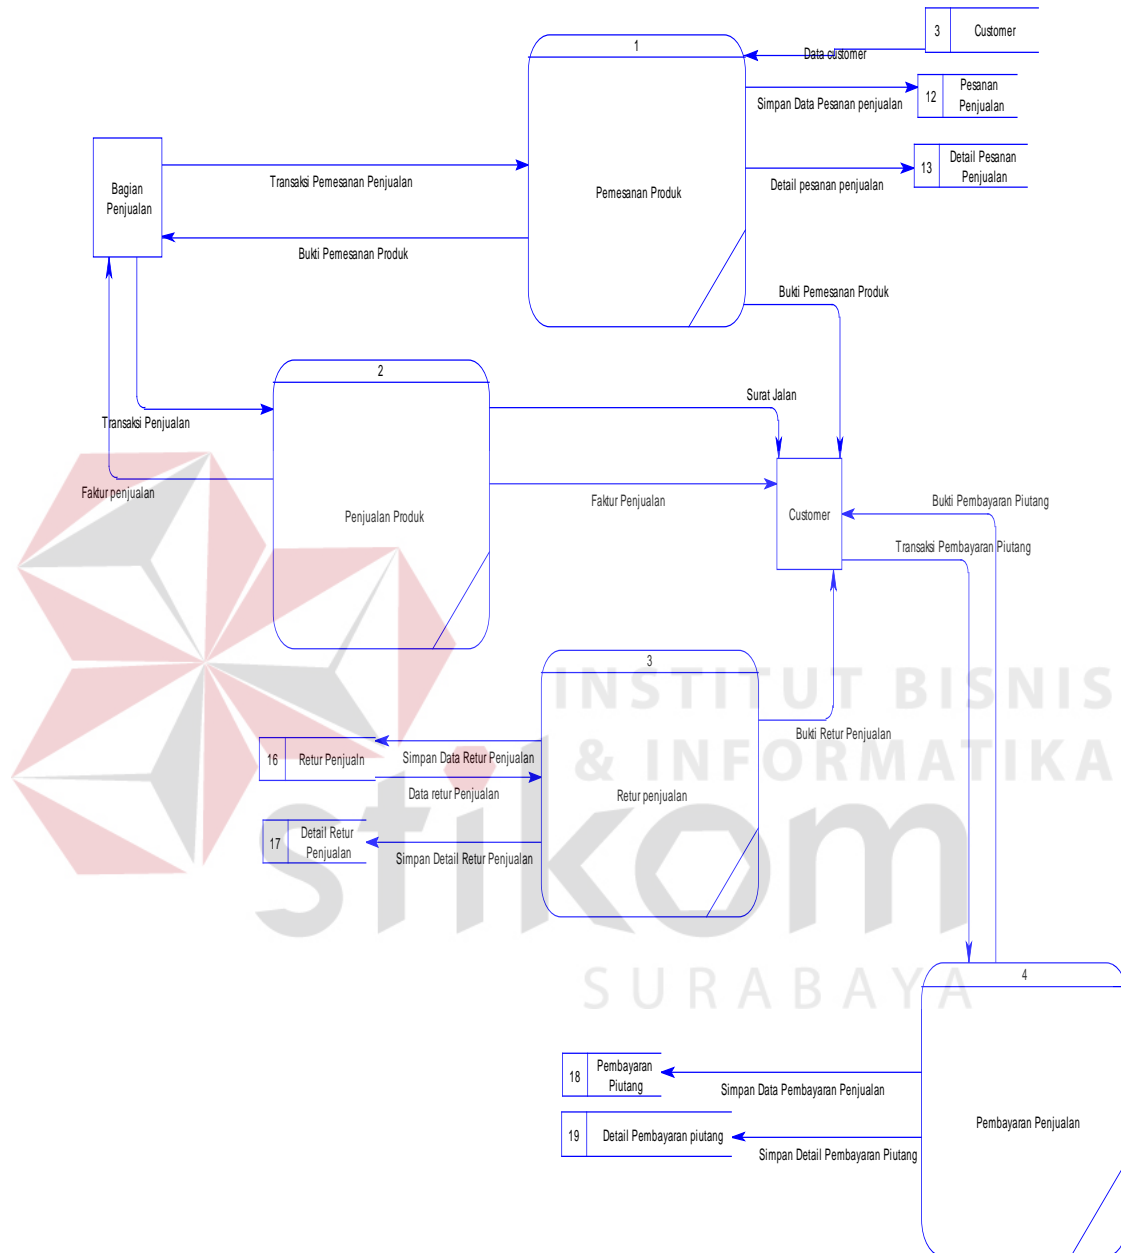 1
3
Customer
Data customer
12
Pesanan
Penjualan
Simpan Data Pesanan penjualan
13
Detail Pesanan
Penjualan
Detail pesanan penjualan
Bagian
Penjualan
Transaksi Pemesanan Penjualan
Pemesanan Produk
Bukti Pemesanan Produk
Bukti Pemesanan Produk
2
Surat Jalan
Transaksi Penjualan
Faktur penjualan
Penjualan Produk
Faktur Penjualan
Customer
Bukti Pembayaran Piutang
Transaksi Pembayaran Piutang
3
INSTITUT BISNIS
& INFORMATIKA
Bukti Retur Penjualan
16
Retur Penjualn
Simpan Data Retur Penjualan
Data retur Penjualan
Retur penjualan
17
Detail Retur
Penjualan
Simpan Detail Retur Penjualan
stikom
SURABAYA
4
18
Pembayaran
Piutang
Simpan Data Pembayaran Penjualan
19
Detail Pembayaran piutang
Simpan Detail Pembayaran Piutang
Pembayaran Penjualan